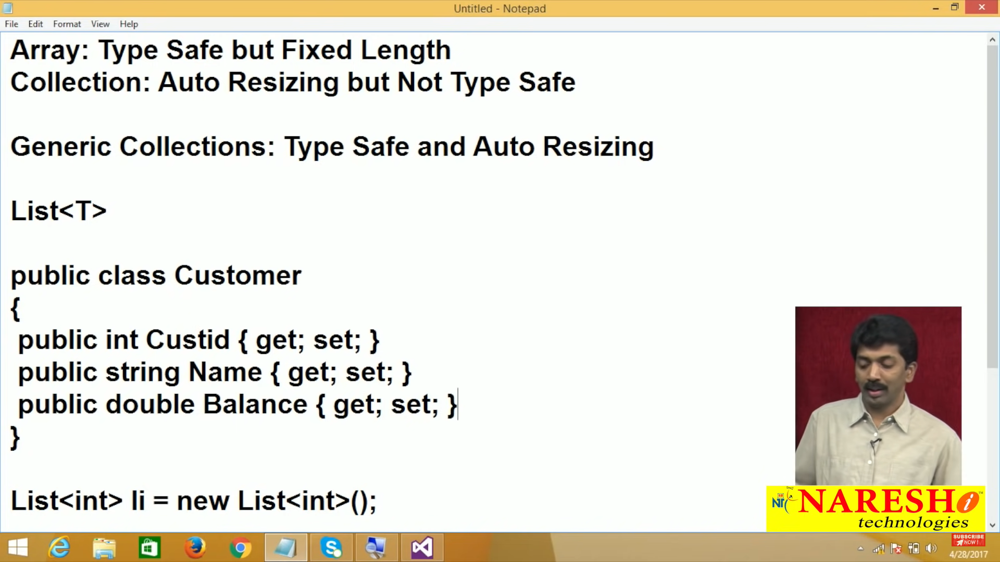 Untitled - Notepad
File Edit Format View Help
Array: Type Safe but Fixed Length
Collection: Auto Resizing but Not Type Safe
Generic Collections: Type Safe and Auto Resizing
List<T>
public class Customer
{
public int Custid { get; set; }
public string Name { get; set; }
public double Balance { get; set; }
}
List<int> li = new List<int>();
NARESH i ™
technologies
SUBSCRIBE
NOW !
4/28/2017